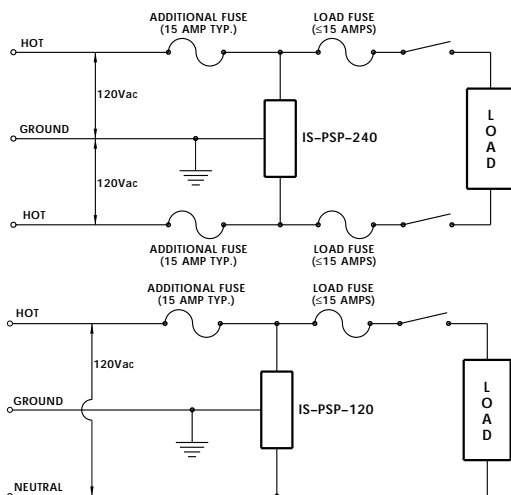 ADDITIONAL FUSE
(15 AMP TYP.)
LOAD FUSE
(≤15 AMPS)
HOT
120Vac
GROUND
IS-PSP-240
LOAD
120Vac
HOT
ADDITIONAL FUSE
(15 AMP TYP.)
LOAD FUSE
(≤15 AMPS)
ADDITIONAL FUSE
(15 AMP TYP.)
LOAD FUSE
(≤15 AMPS)
HOT
120Vac
GROUND
IS-PSP-120
LOAD
NEUTRAL